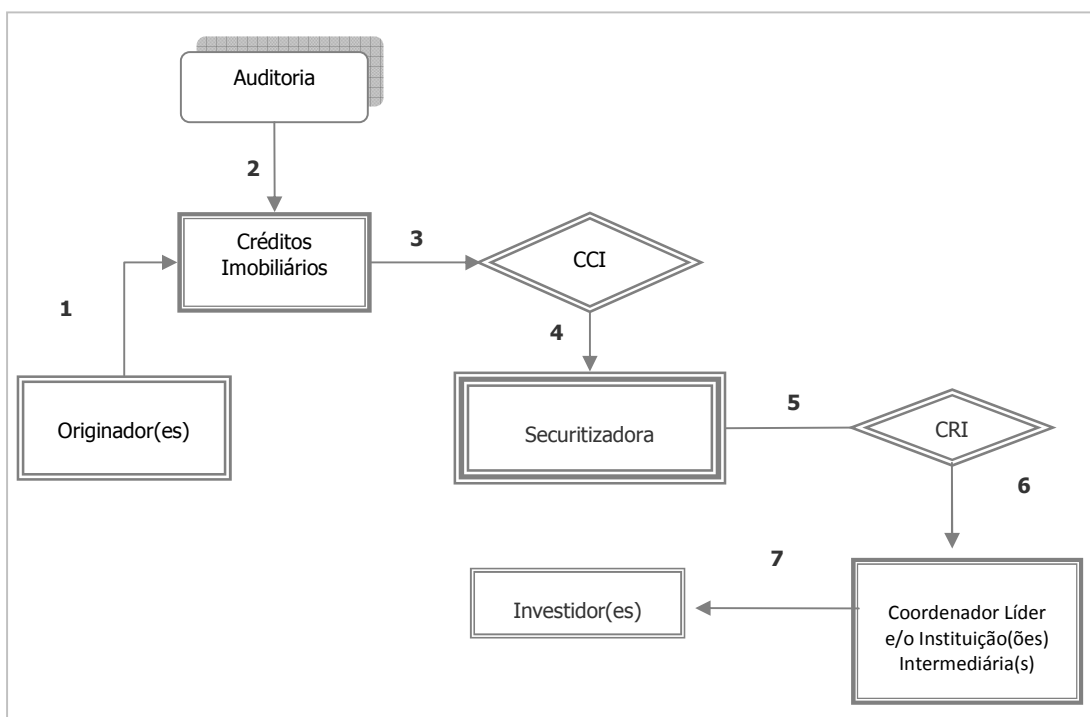 Auditoria
2
Créditos
Imobiliários
3
CCI
1
4
Originador(es)
Securitizadora
5
CRI
6
7
Investidor(es)
Coordenador Líder
e/o Instituição(ões)
Intermediária(s)